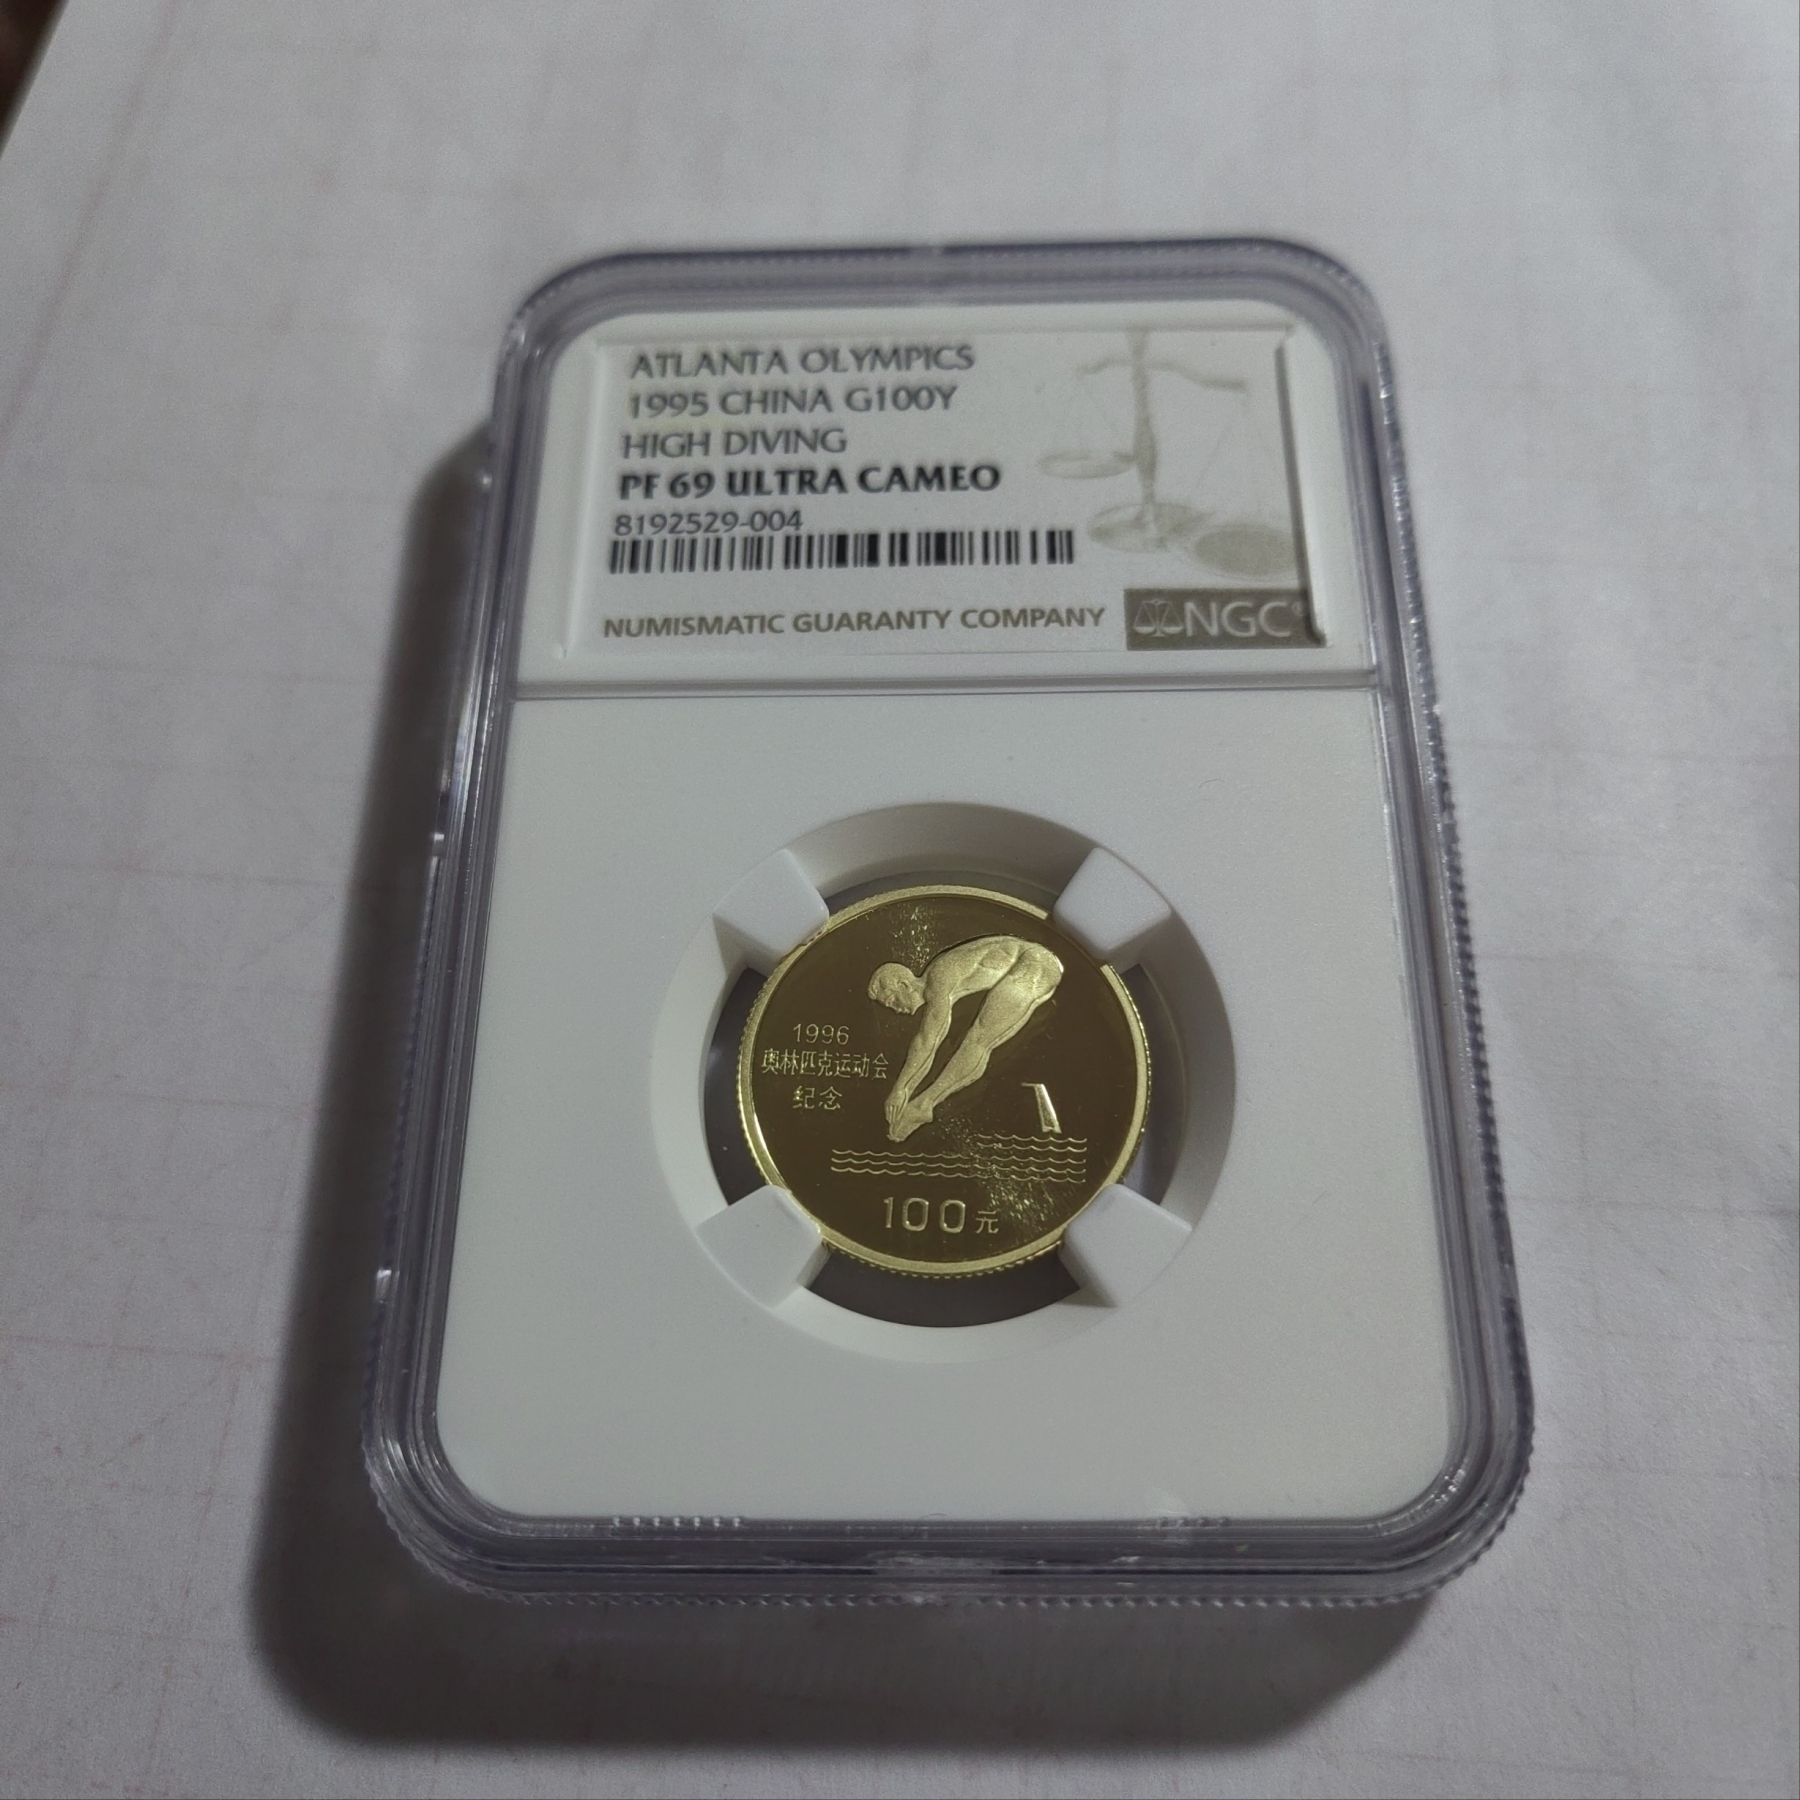 ATLANTA OLYMPICS
1995 CHINA G100Y
HIGH DIVING
PF 69 ULTRA CAMEO
8192529-004
NUMISMATIC GUARANTY COMPANY
NGC
1996
奥林匹克运动会
纪念
100元